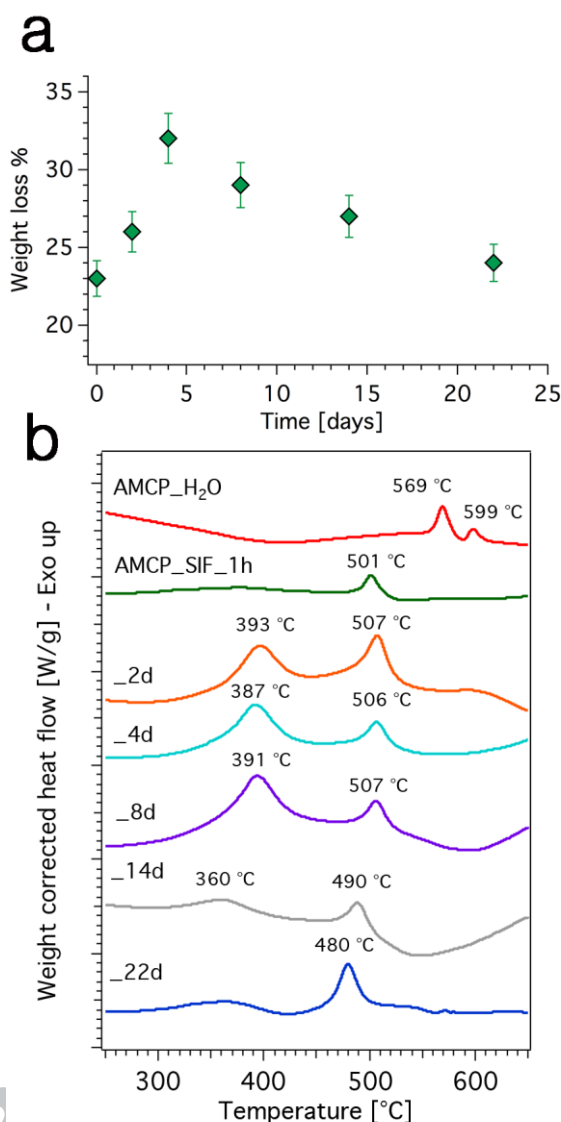 a
35
30
25
20
Weight loss %
0 5 10 15 20 25
Time [days]
b
AMCP_H₂O
569 °C
599 °C
AMCP_SIF_1h
501 °C
393 °C
507 °C
_2d
387 °C
506 °C
_4d
391 °C
507 °C
_8d
_14d
360 °C
490 °C
480 °C
_22d
Weight corrected heat flow [W/g] - Exo up
300 400 500 600
Temperature [°C]